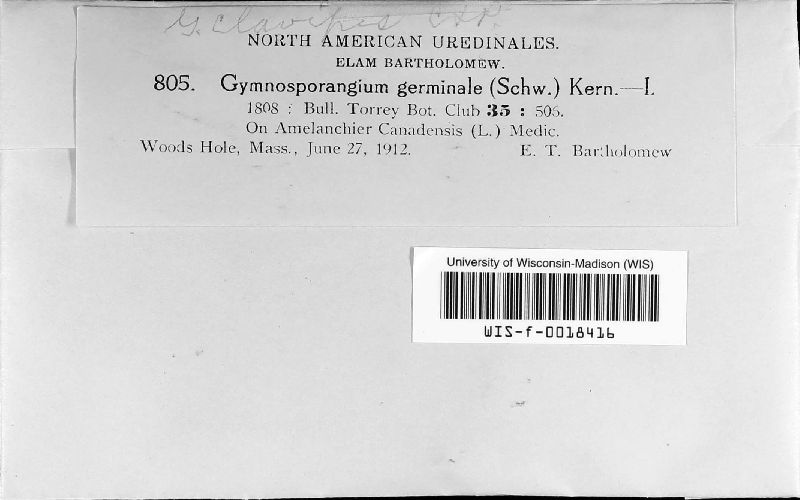 G. clavipes C & P.
NORTH AMERICAN UREDINALES.
ELAM BARTHOLOMEW.
805. Gymnosporangium germinale (Schw.) Kern.—I.
1808 : Bull. Torrey Bot. Club 35 : 506.
On Amelanchier Canadensis (L.) Medic.
Woods Hole, Mass., June 27, 1912. E. T. Bartholomew
University of Wisconsin-Madison (WIS)
WIS-f-0018416